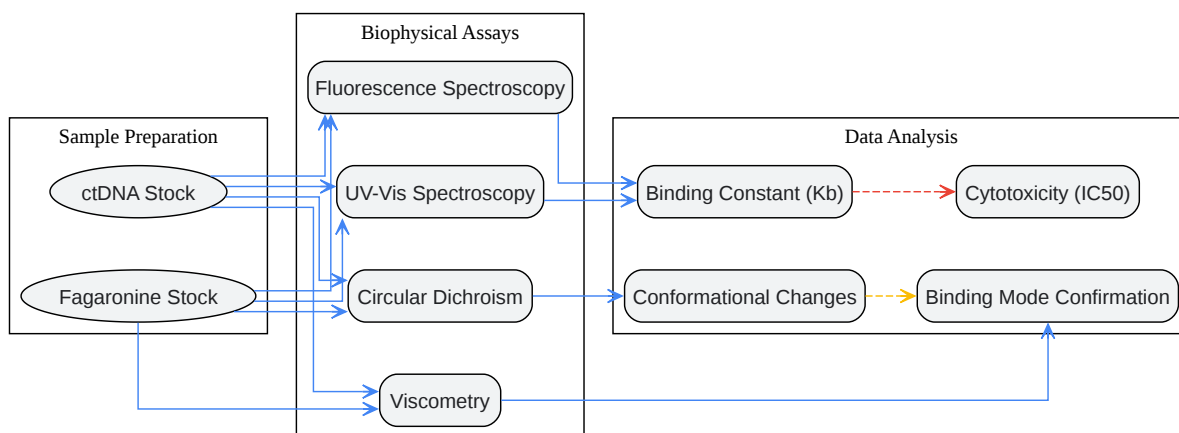 Sample Preparation
ctDNA Stock
Fagaronine Stock
Biophysical Assays
Fluorescence Spectroscopy
UV-Vis Spectroscopy
Circular Dichroism
Viscometry
Data Analysis
Binding Constant (Kb)
Cytotoxicity (IC50)
Conformational Changes
Binding Mode Confirmation